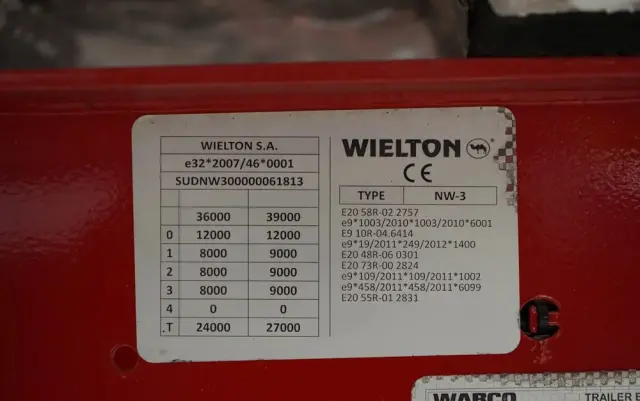 WIELTON S.A.
e32*2007/46*0001
SUDNW300000061813
36000 39000
0 12000 12000
1 8000 9000
2 8000 9000
3 8000 9000
4 0 0
.T 24000 27000
WIELTON
CE
TYPE NW-3
E20 58R-02 2757
e9*1003/2010*1003/2010*6001
E9 10R-04.6414
e9*19/2011*249/2012*1400
E20 48R-06 0301
E20 73R-00 2824
e9*109/2011*109/2011*1002
e9*458/2011*458/2011*6099
E20 55R-01 2831
WABCO
TRAILER